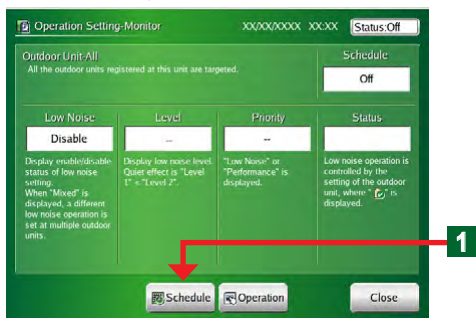 Operation Setting-Monitor
XX/XX/XXXX XX:XX
Status:Off
Outdoor Unit-All
All the outdoor units registered at this unit are targeted.
Schedule
Off
Low Noise
Disable
Display enable/disable
status of low noise
setting.
When "Mixed" is
displayed, a different
low noise operation is
set at multiple outdoor
units.
Level
--
Display low noise level.
Quiet effect is "Level
1" < "Level 2".
Priority
--
"Low Noise" or
"Performance" is
displayed.
Status
Low noise operation is
controlled by the
setting of the outdoor
unit, where " " is
displayed.
1
Schedule
Operation
Close